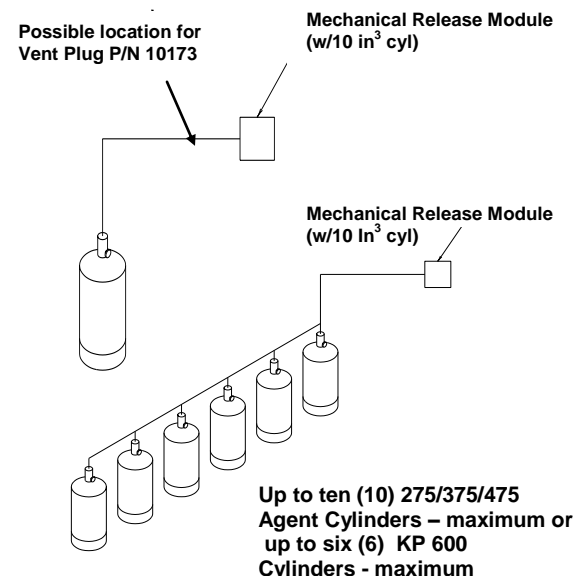 Possible location for
Vent Plug P/N 10173
Mechanical Release Module
(w/10 in³ cyl)
Mechanical Release Module
(w/10 In³ cyl)
Up to ten (10) 275/375/475
Agent Cylinders – maximum or
up to six (6) KP 600
Cylinders - maximum